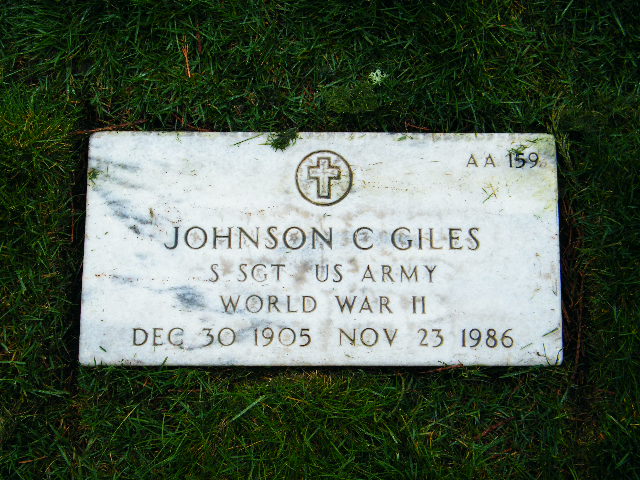 AA 159
JOHNSON C GILES
S SGT US ARMY
WORLD WAR II
DEC 30 1905 NOV 23 1986